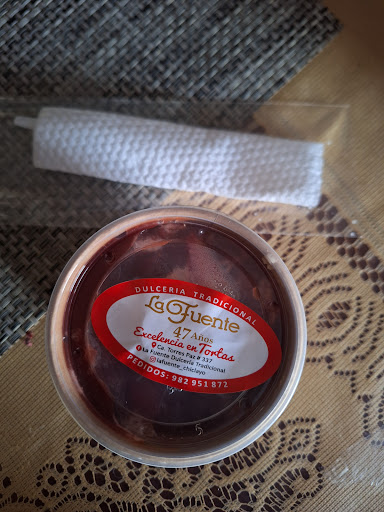 DULCERIA TRADICIONAL
La Fuente
47 Años
Excelencia en Tortas
Ca. Torres Paz # 337
La Fuente Dulcería Tradicional
lafuente_chiclayo
PEDIDOS: 982 951 872